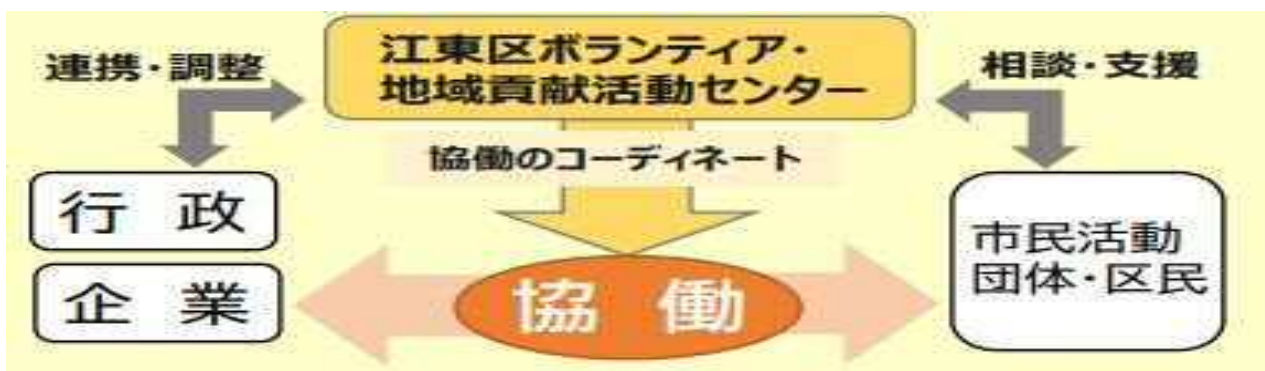 江東区ボランティア・
地域貢献活動センター
連携・調整
相談・支援
協働のコーディネート
行 政
企 業
協 働
市民活動
団体・区民